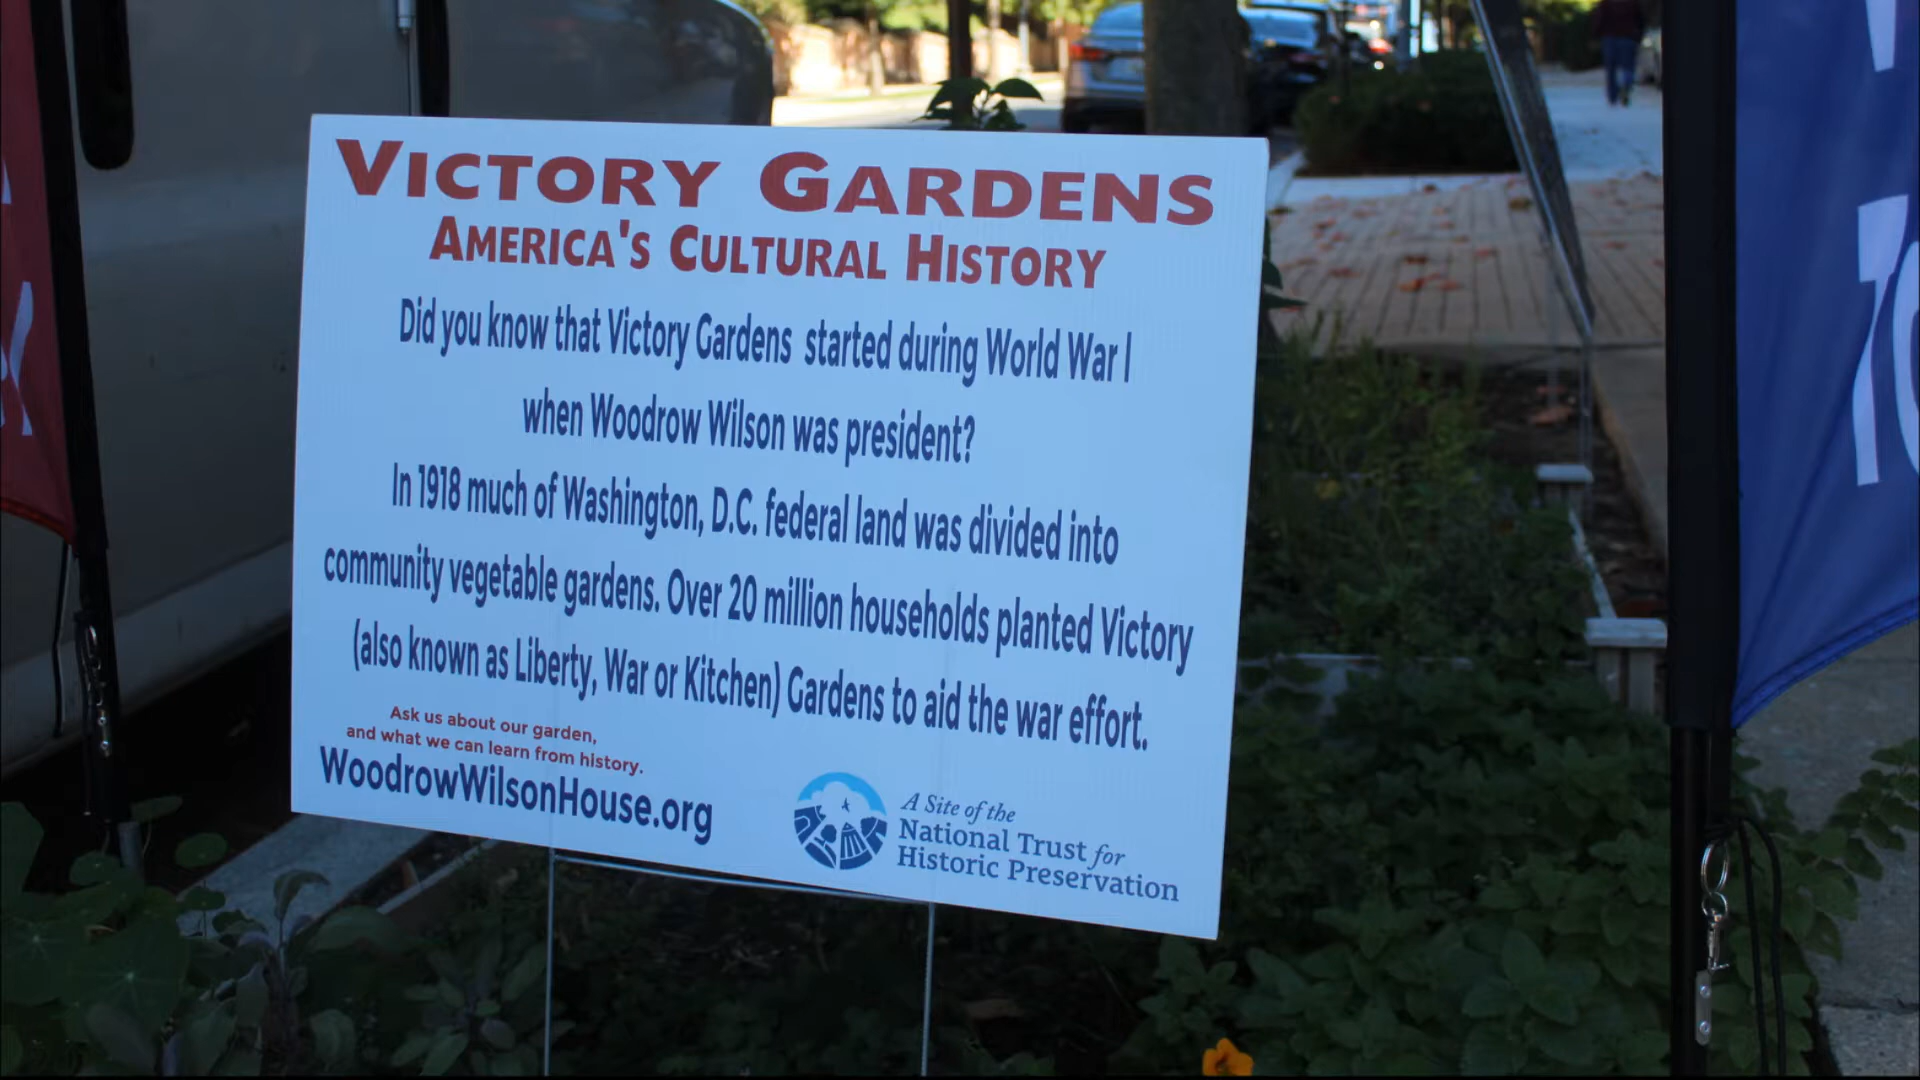 VICTORY GARDENS
AMERICA'S CULTURAL HISTORY
Did you know that Victory Gardens started during World War I
when Woodrow Wilson was president?
In 1918 much of Washington, D.C. federal land was divided into
community vegetable gardens. Over 20 million households planted Victory
(also known as Liberty, War or Kitchen) Gardens to aid the war effort.
Ask us about our garden,
and what we can learn from history.
WoodrowWilsonHouse.org
A Site of the
National Trust for
Historic Preservation